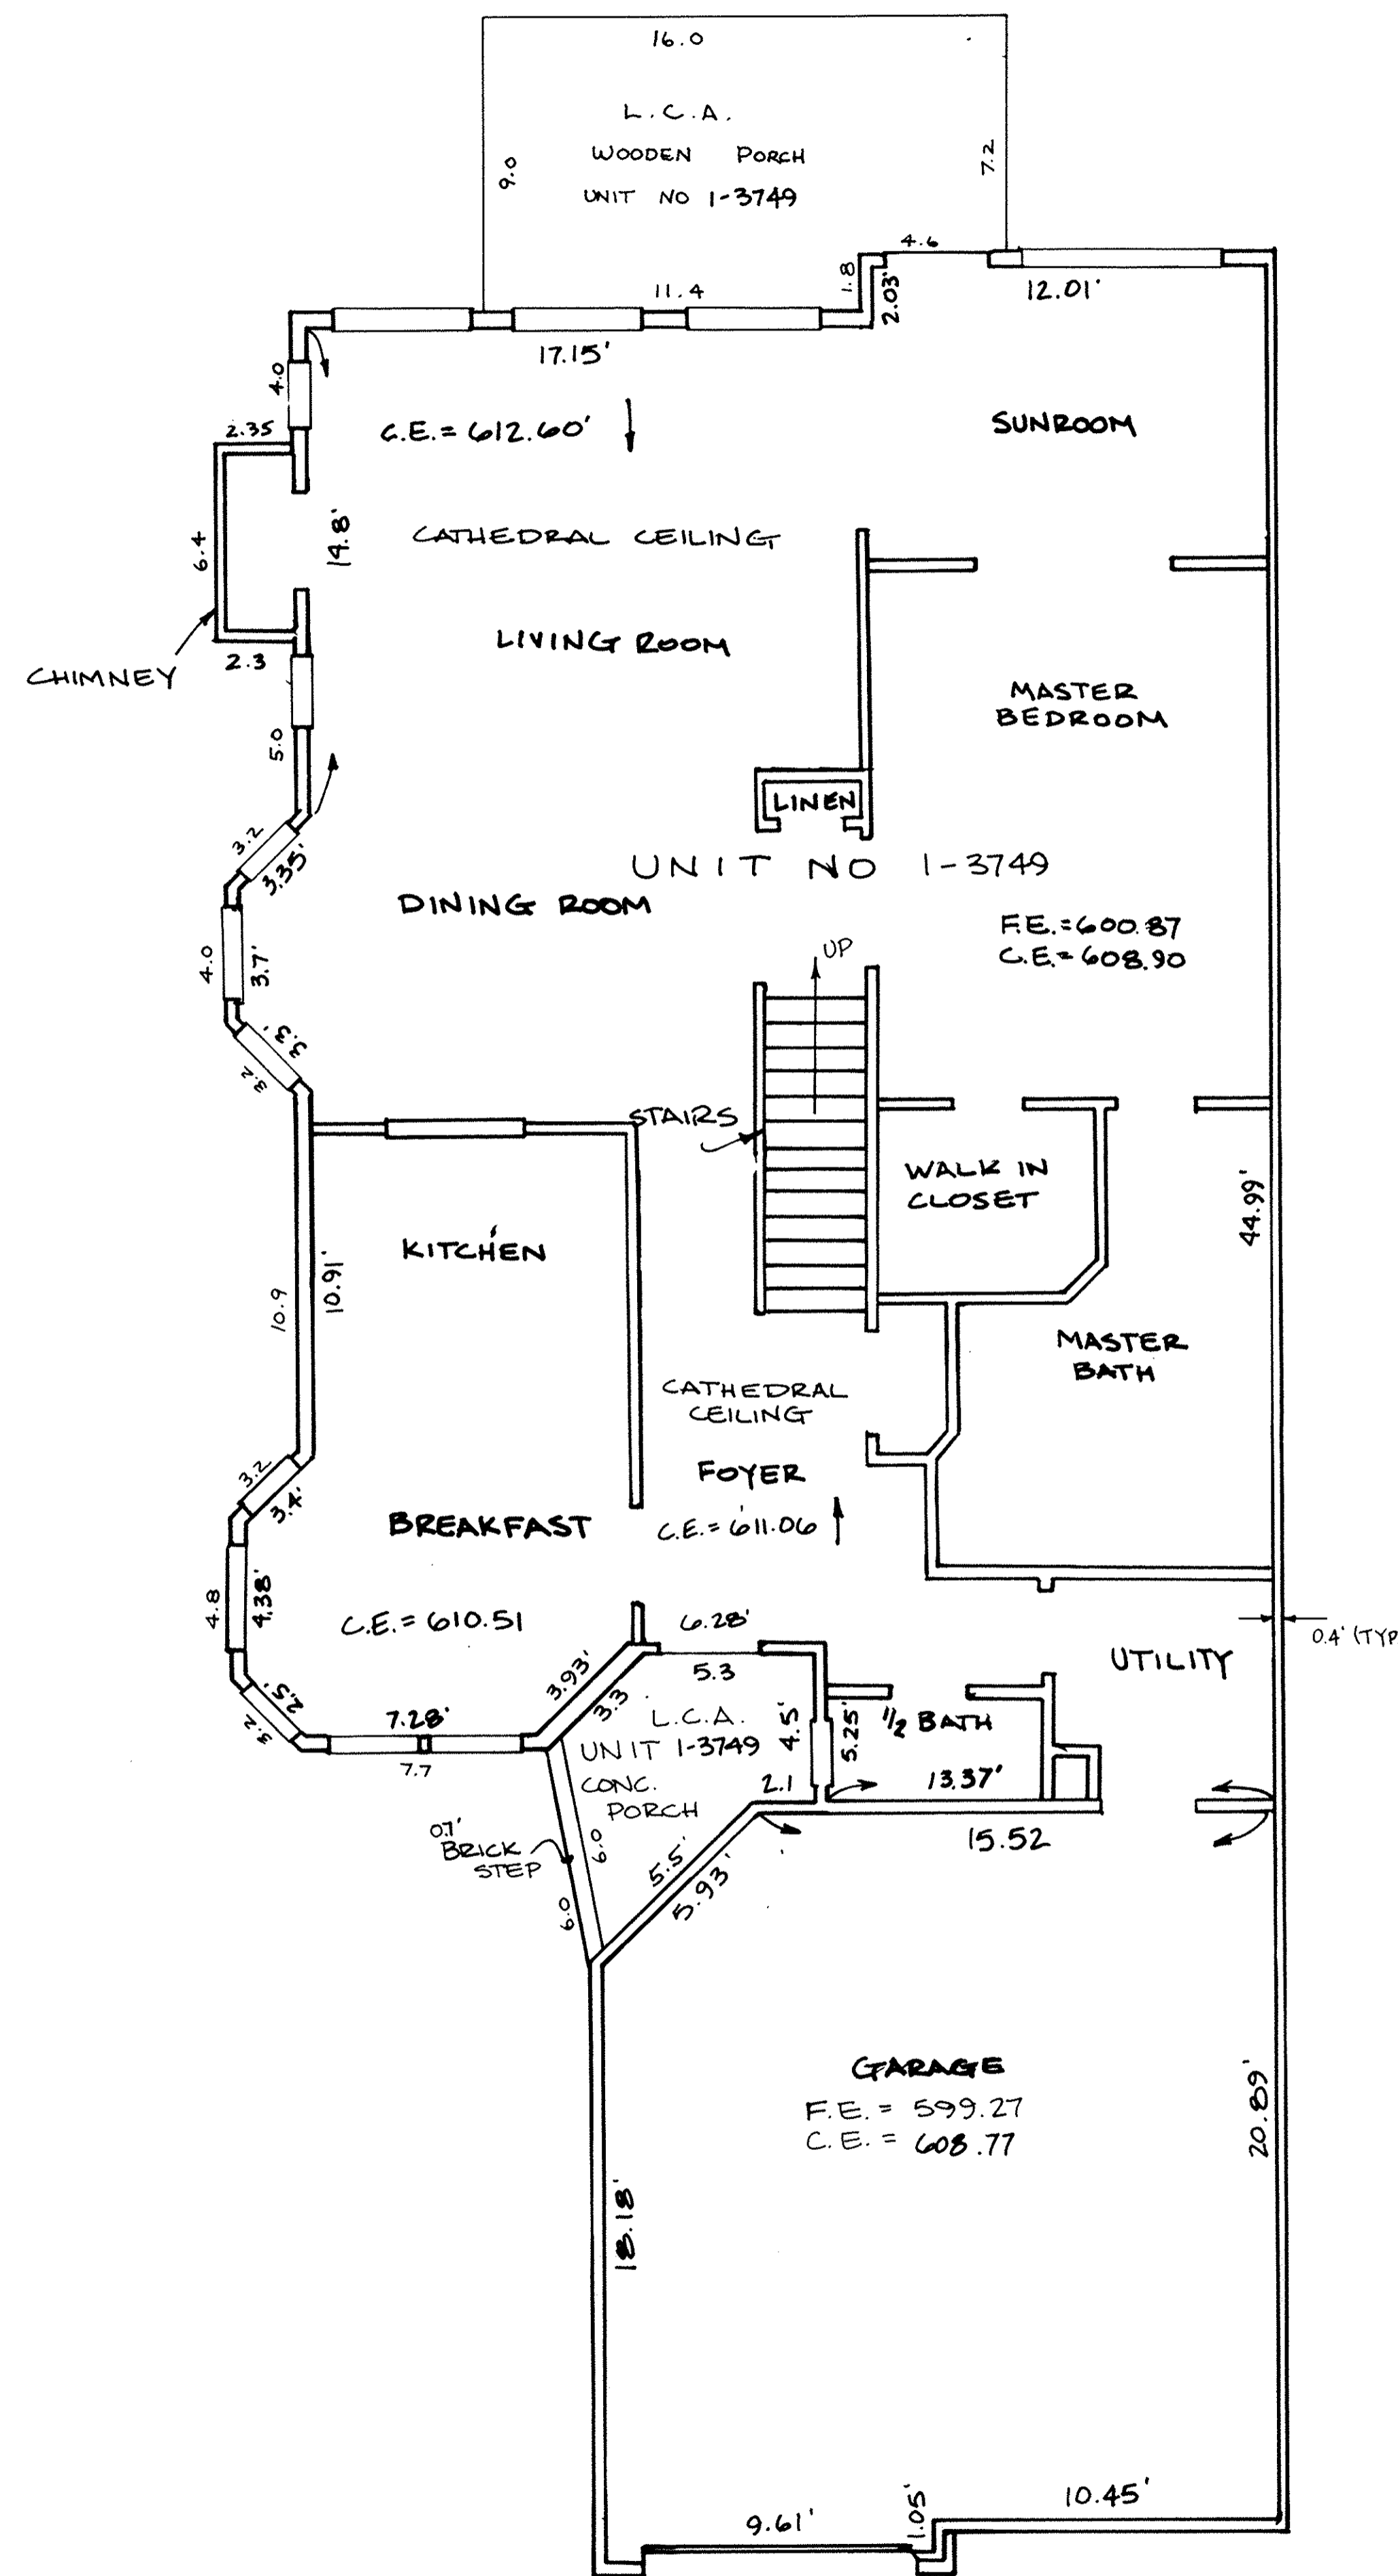 16.0
L.C.A.
WOODEN PORCH
UNIT NO 1-3749
9.0
7.2
4.6
1.8
2.03'
12.01'
11.4
17.15'
4.0
2.35
C.E.= 612.60'
SUNROOM
6.4
14.8'
CATHEDRAL CEILING
LIVING ROOM
CHIMNEY
2.3
MASTER
BEDROOM
5.0
LINEN
3.2
3.35'
UNIT NO 1-3749
DINING ROOM
F.E.=600.87
C.E.=608.90
4.0
3.7'
UP
3.3'
3.2
STAIRS
WALK IN
CLOSET
44.99'
KITCHEN
10.9
10.91'
MASTER
BATH
CATHEDRAL
CEILING
FOYER
3.2
3.4'
BREAKFAST
C.E.= 611.06
4.8
4.38'
C.E.= 610.51
6.28'
5.3
0.4' (TYP
UTILITY
2.5'
3.2
7.28'
7.7
3.93'
3.3
L.C.A.
UNIT 1-3749
CONC.
PORCH
4.5'
5.25'
1/2 BATH
2.1
13.37'
15.52
0.7'
BRICK
STEP
6.0
6.0
5.5'
5.93'
GARAGE
F.E. = 599.27
C.E. = 608.77
20.89'
18.18'
9.61'
1.05'
10.45'